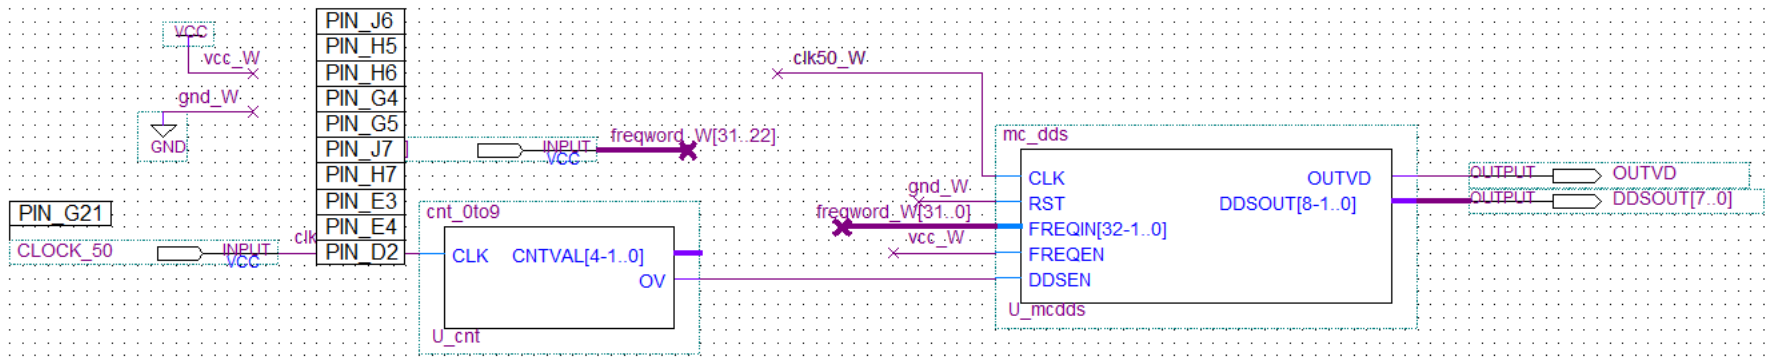 VCC
vcc_W
gnd_W
GND
PIN_J6
PIN_H5
PIN_H6
PIN_G4
PIN_G5
PIN_J7
PIN_H7
PIN_E3
PIN_E4
PIN_D2
]
INPUT
VCC
freqword_W[31..22]
PIN_G21
CLOCK_50
INPUT
VCC
clk
cnt_0to9
CLK
CNTVAL[4-1..0]
OV
U_cnt
clk50_W
gnd_W
freqword_W[31..0]
vcc_W
mc_dds
CLK
RST
FREQIN[32-1..0]
FREQEN
DDSEN
OUTVD
DDSOUT[8-1..0]
U_mcdds
OUTPUT
OUTVD
OUTPUT
DDSOUT[7..0]